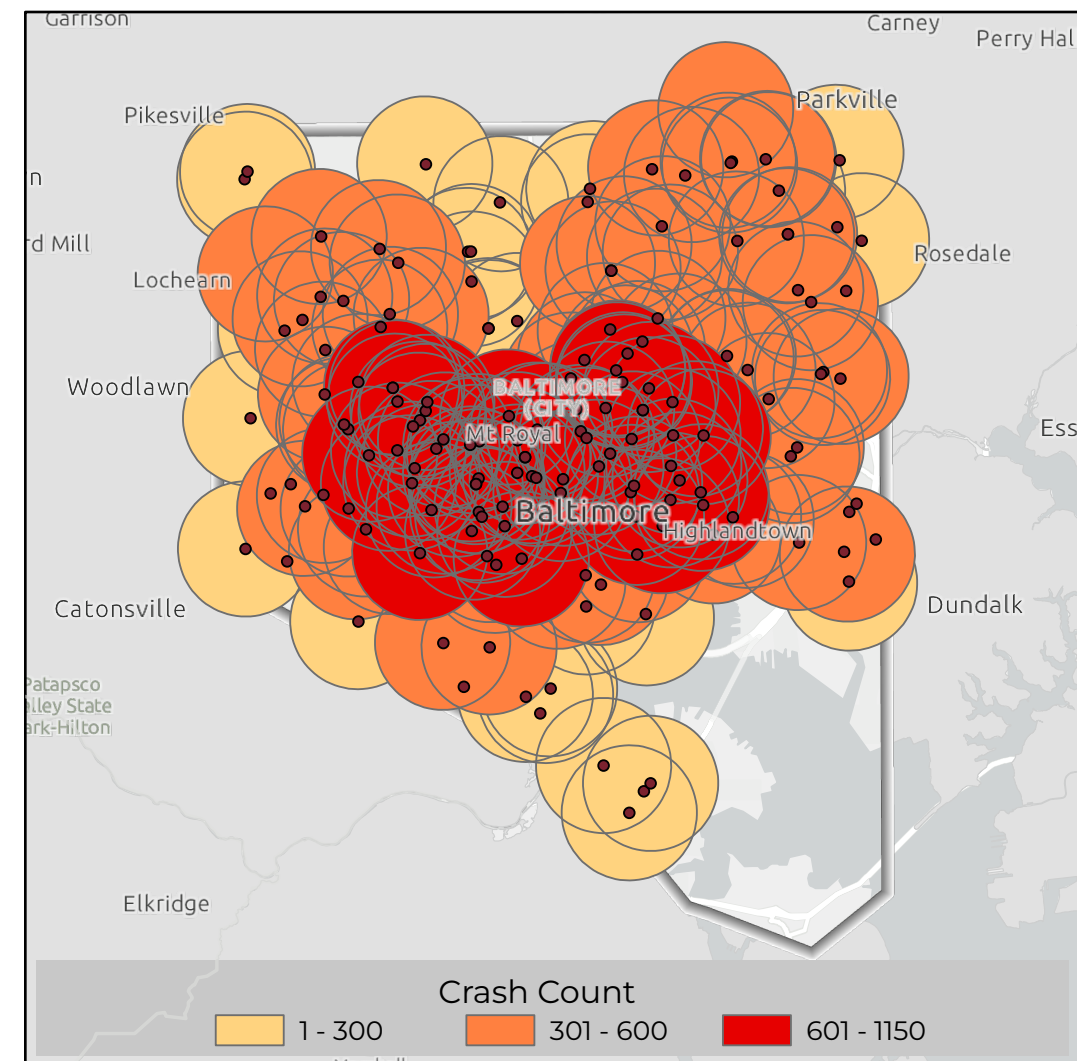 Garrison
Carney
Perry Hal
Parkville
Pikesville
n
rd Mill
Rosedale
Lochearn
Woodlawn
BALTIMORE
(CITY)
Ess
Mt Royal
Baltimore
Highlandtown
Catonsville
Dundalk
Patapsco
lley State
ark-Hilton
Elkridge
Crash Count
1 - 300
301 - 600
601 - 1150